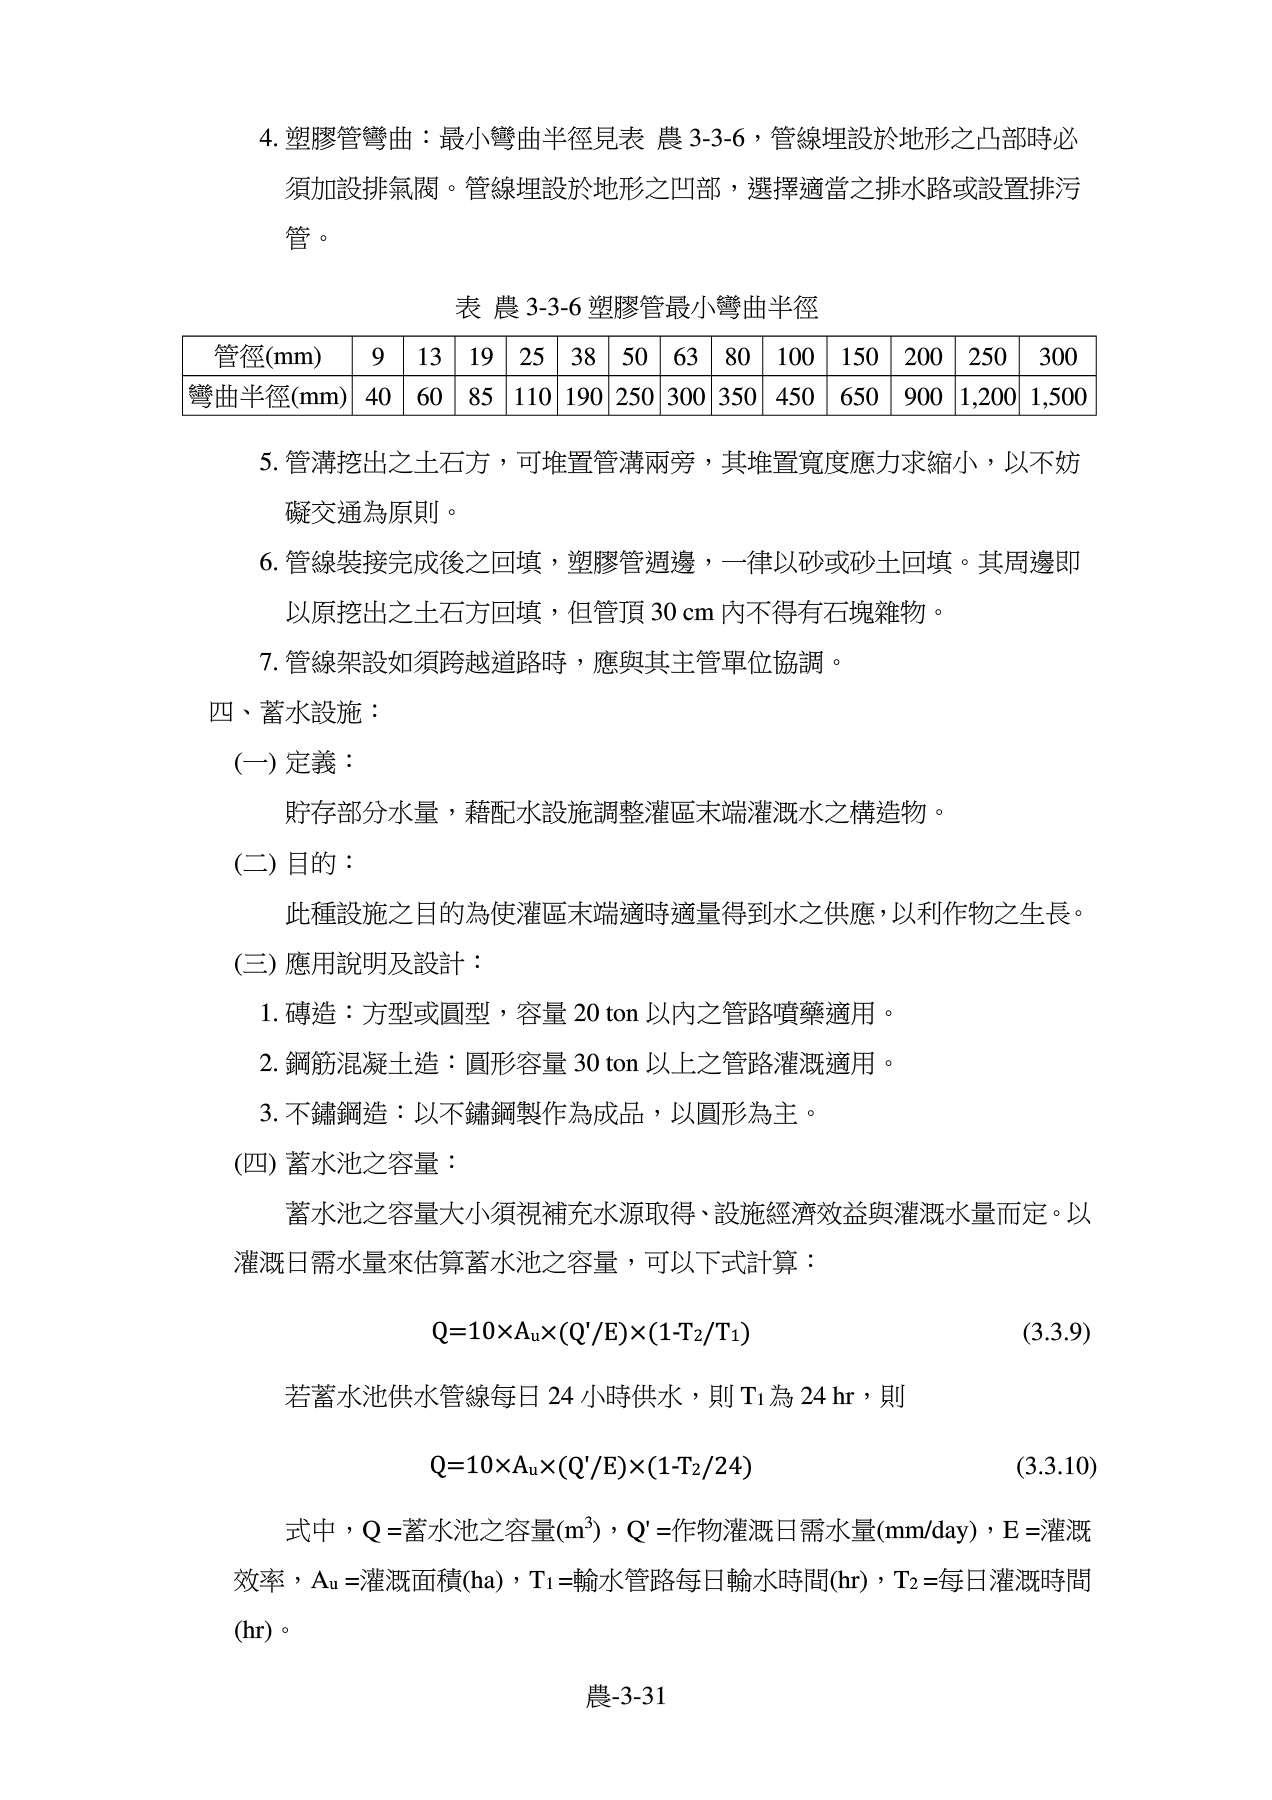 4. 塑膠管彎曲：最小彎曲半徑見表 農 3-3-6，管線埋設於地形之凸部時必
須加設排氣閥。管線埋設於地形之凹部，選擇適當之排水路或設置排污
管。
表 農 3-3-6 塑膠管最小彎曲半徑
管徑(mm) 9 13 19 25 38 50 63 80 100 150 200 250 300
彎曲半徑(mm) 40 60 85 110 190 250 300 350 450 650 900 1,200 1,500
5. 管溝挖出之土石方，可堆置管溝兩旁，其堆置寬度應力求縮小，以不妨
礙交通為原則。
6. 管線裝接完成後之回填，塑膠管週邊，一律以砂或砂土回填。其周邊即
以原挖出之土石方回填，但管頂 30 cm 內不得有石塊雜物。
7. 管線架設如須跨越道路時，應與其主管單位協調。
四、蓄水設施：
(一) 定義：
貯存部分水量，藉配水設施調整灌區末端灌溉水之構造物。
(二) 目的：
此種設施之目的為使灌區末端適時適量得到水之供應，以利作物之生長。
(三) 應用說明及設計：
1. 磚造：方型或圓型，容量 20 ton 以內之管路噴藥適用。
2. 鋼筋混凝土造：圓形容量 30 ton 以上之管路灌溉適用。
3. 不鏽鋼造：以不鏽鋼製作為成品，以圓形為主。
(四) 蓄水池之容量：
蓄水池之容量大小須視補充水源取得、設施經濟效益與灌溉水量而定。以
灌溉日需水量來估算蓄水池之容量，可以下式計算：
Q=10×Au×(Q'/E)×(1-T2/T1) (3.3.9)
若蓄水池供水管線每日 24 小時供水，則 T1 為 24 hr，則
Q=10×Au×(Q'/E)×(1-T2/24) (3.3.10)
式中，Q =蓄水池之容量(m³)，Q' =作物灌溉日需水量(mm/day)，E =灌溉
效率，Au =灌溉面積(ha)，T1 =輸水管路每日輸水時間(hr)，T2 =每日灌溉時間
(hr)。
農-3-31